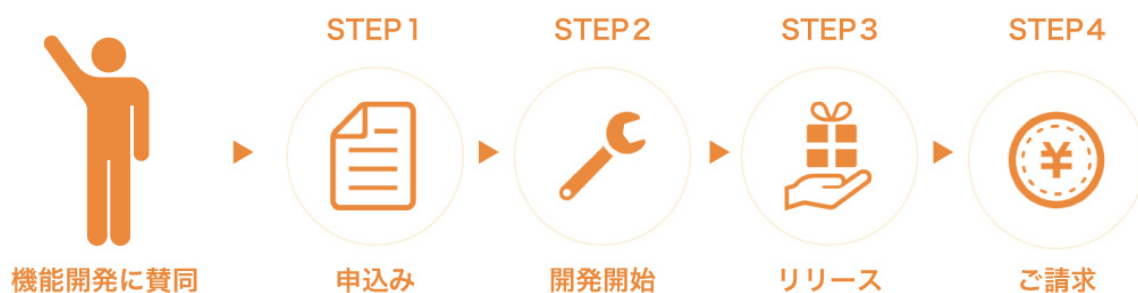 STEP1
STEP2
STEP3
STEP4
¥
機能開発に賛同
申込み
開発開始
リリース
ご請求